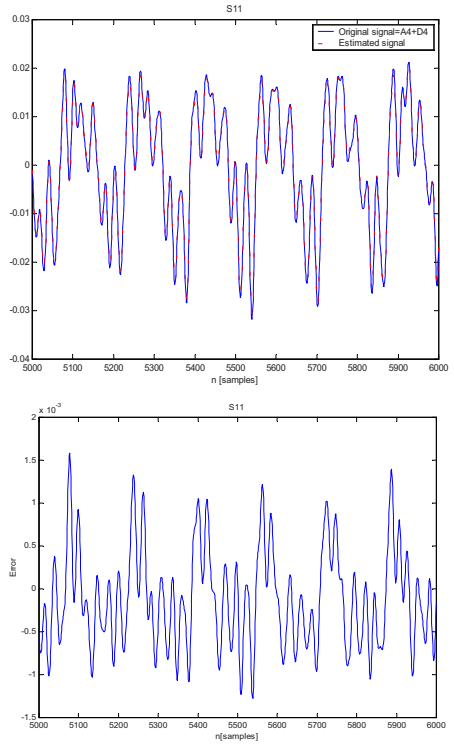 S11
Original signal=A4+D4
Estimated signal
0.03
0.02
0.01
0
-0.01
-0.02
-0.03
-0.04
5000 5100 5200 5300 5400 5500 5600 5700 5800 5900 6000
n [samples]
x 10-3
S11
2
1.5
1
0.5
0
-0.5
-1
-1.5
Error
5000 5100 5200 5300 5400 5500 5600 5700 5800 5900 6000
n[samples]